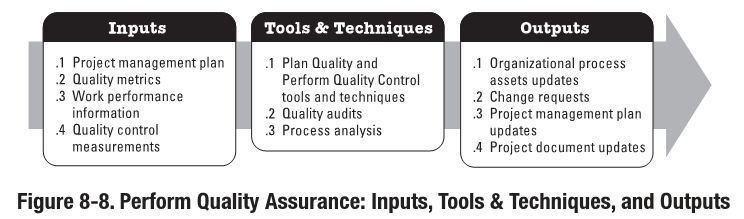 Inputs
.1 Project management plan
.2 Quality metrics
.3 Work performance
information
.4 Quality control
measurements
Tools & Techniques
.1 Plan Quality and
Perform Quality Control
tools and techniques
.2 Quality audits
.3 Process analysis
Outputs
.1 Organizational process
assets updates
.2 Change requests
.3 Project management plan
updates
.4 Project document updates
Figure 8-8. Perform Quality Assurance: Inputs, Tools & Techniques, and Outputs